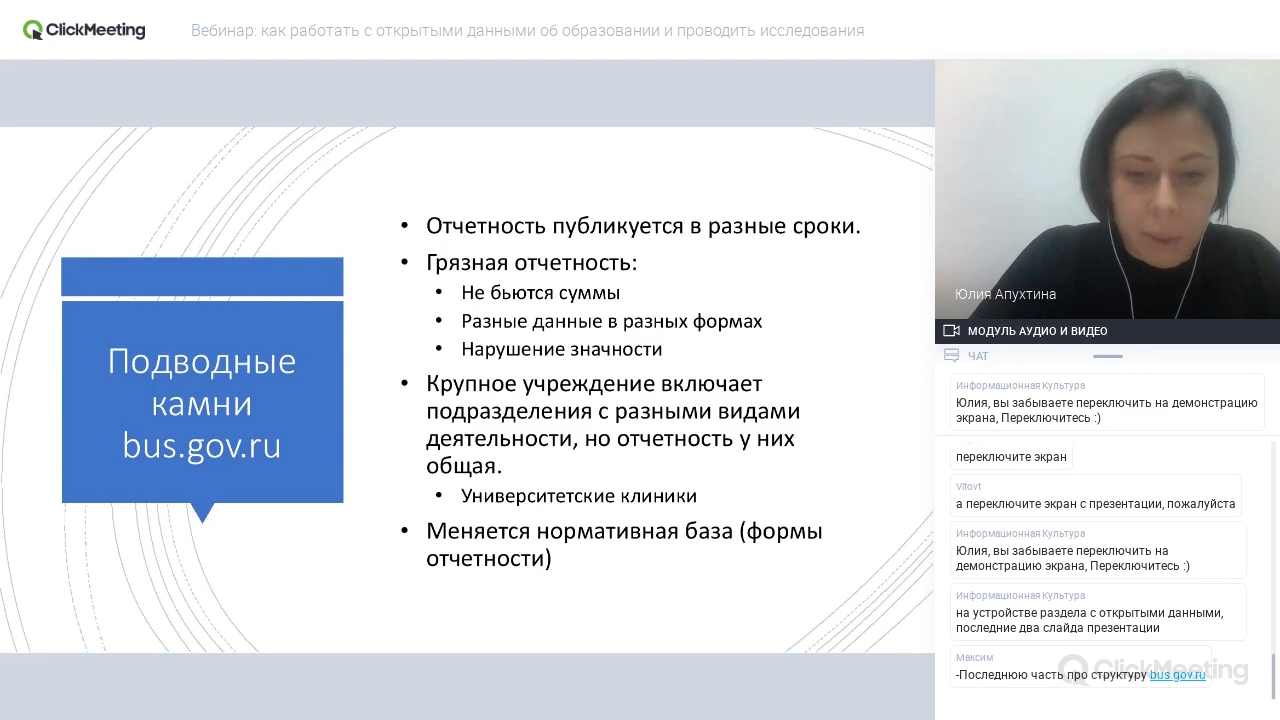 ClickMeeting
Вебинар: как работать с открытыми данными об образовании и проводить исследования
Подводные
камни
bus.gov.ru
• Отчетность публикуется в разные сроки.
• Грязная отчетность:
• Не бьются суммы
• Разные данные в разных формах
• Нарушение значности
• Крупное учреждение включает
подразделения с разными видами
деятельности, но отчетность у них
общая.
• Университетские клиники
• Меняется нормативная база (формы
отчетности)
Юлия Апухтина
МОДУЛЬ АУДИО И ВИДЕО
ЧАТ
Информационная Культура
Юлия, вы забываете переключить на демонстрацию
экрана, Переключитесь :)
переключите экран
Vitovt
а переключите экран с презентации, пожалуйста
Информационная Культура
Юлия, вы забываете переключить на
демонстрацию экрана, Переключитесь :)
Информационная Культура
на устройстве раздела с открытыми данными,
последние два слайда презентации
Максим
-Последнюю часть про структуру bus.gov.ru
ClickMeeting